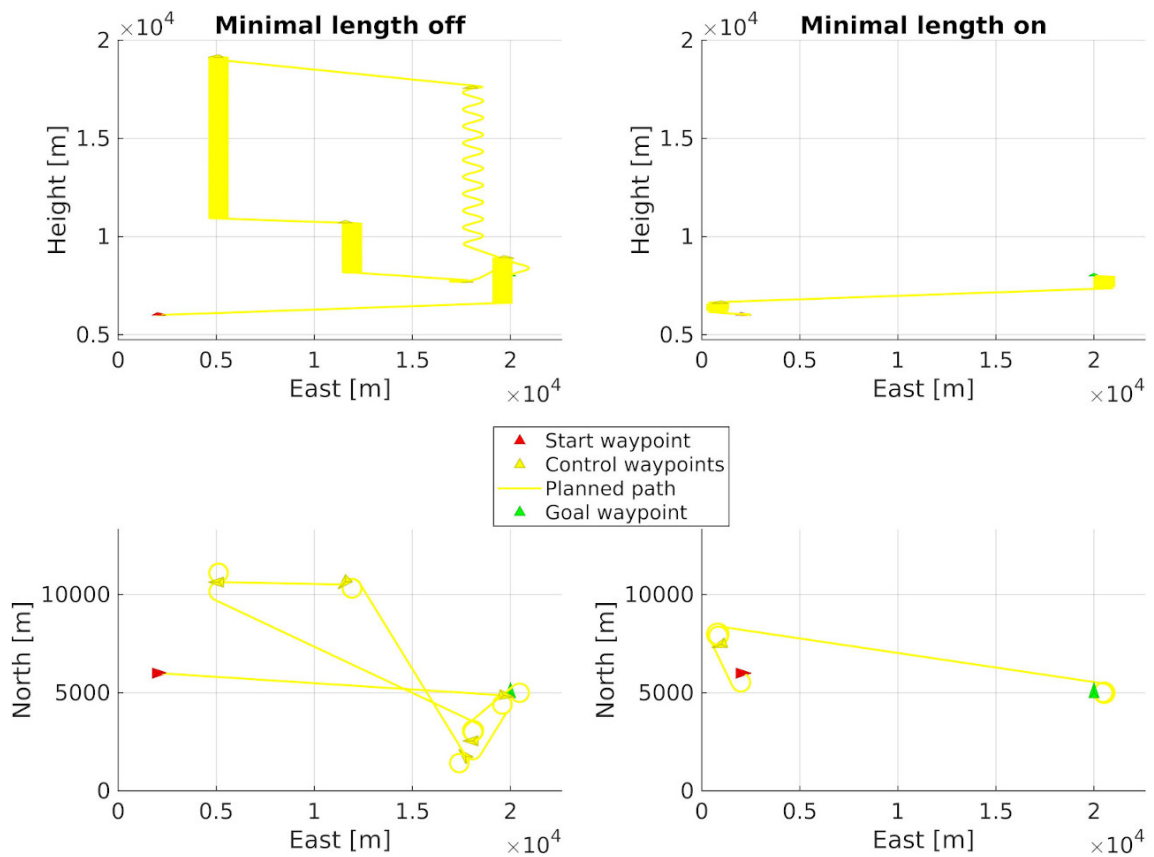 Minimal length off
×10⁴
2
1.5
1
0.5
Height [m]
0
0.5
1
1.5
2
East [m]
×10⁴
Minimal length on
×10⁴
2
1.5
1
0.5
Height [m]
0
0.5
1
1.5
2
East [m]
×10⁴
Start waypoint
Control waypoints
Planned path
Goal waypoint
10000
5000
0
North [m]
0
0.5
1
1.5
2
East [m]
×10⁴
10000
5000
0
North [m]
0
0.5
1
1.5
2
East [m]
×10⁴